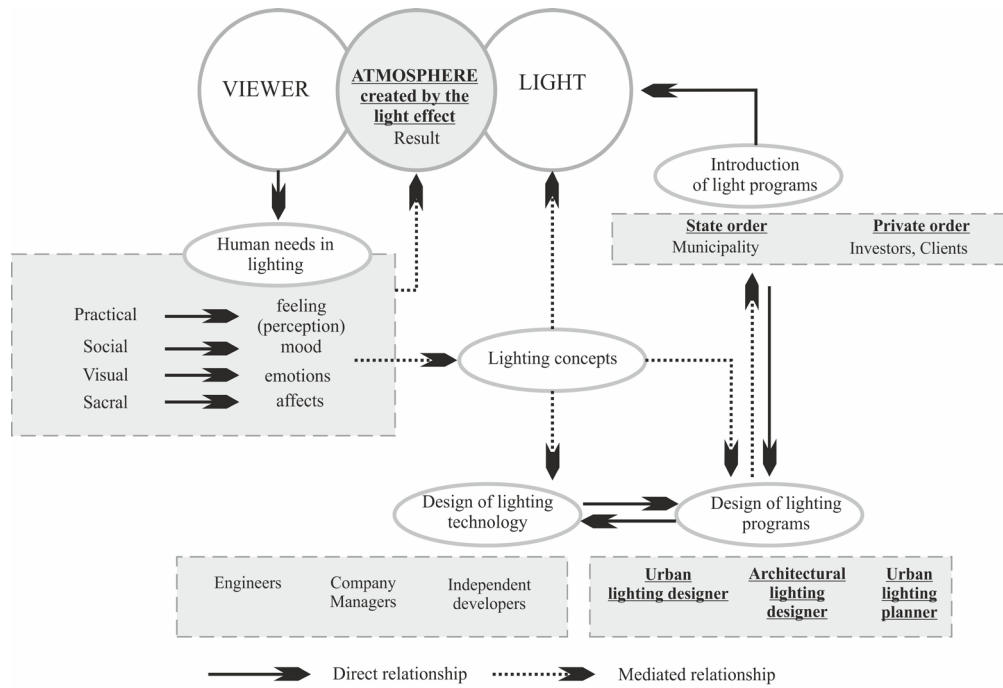 VIEWER
ATMOSPHERE
created by the
light effect
Result
LIGHT
Introduction
of light programs
State order
Municipality
Private order
Investors, Clients
Human needs in
lighting
Practical
feeling
(perception)
Social
mood
Visual
emotions
Sacral
affects
Lighting concepts
Design of lighting
technology
Design of lighting
programs
Engineers
Company
Managers
Independent
developers
Urban
lighting designer
Architectural
lighting
designer
Urban
lighting
planner
Direct relationship
Mediated relationship